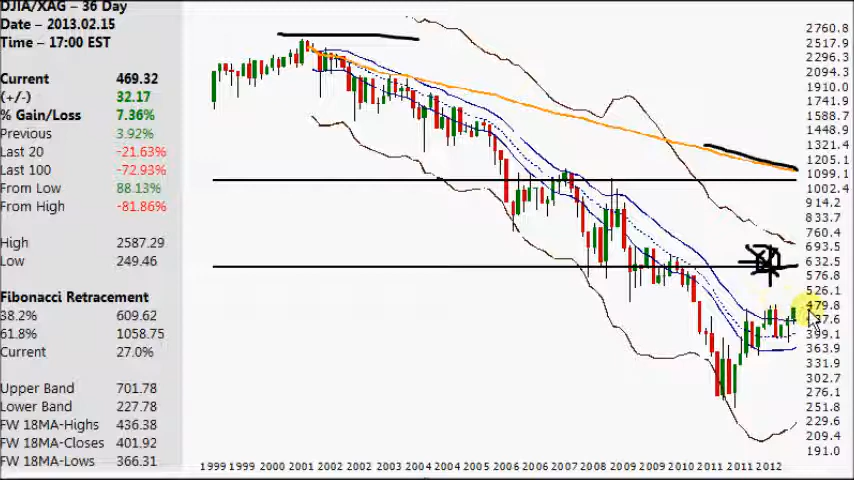 DJIA/XAG – 36 Day
Date – 2013.02.15
Time – 17:00 EST
Current 469.32
(+/-) 32.17
% Gain/Loss 7.36%
Previous 3.92%
Last 20 -21.63%
Last 100 -72.93%
From Low 88.13%
From High -81.86%
High 2587.29
Low 249.46
Fibonacci Retracement
38.2% 609.62
61.8% 1058.75
Current 27.0%
Upper Band 701.78
Lower Band 227.78
FW 18MA-Highs 436.38
FW 18MA-Closes 401.92
FW 18MA-Lows 366.31
2760.8
2517.9
2296.3
2094.3
1910.0
1741.9
1588.7
1448.9
1321.4
1205.1
1099.1
1002.4
914.2
833.7
760.4
693.5
632.5
576.8
526.1
479.8
363.9
331.9
302.7
276.1
251.8
229.6
209.4
191.0
1999 1999 2000 2001 2002 2003 2004 2004 2005 2006 2007 2008 2009 2009 2010 2011 2011 2012